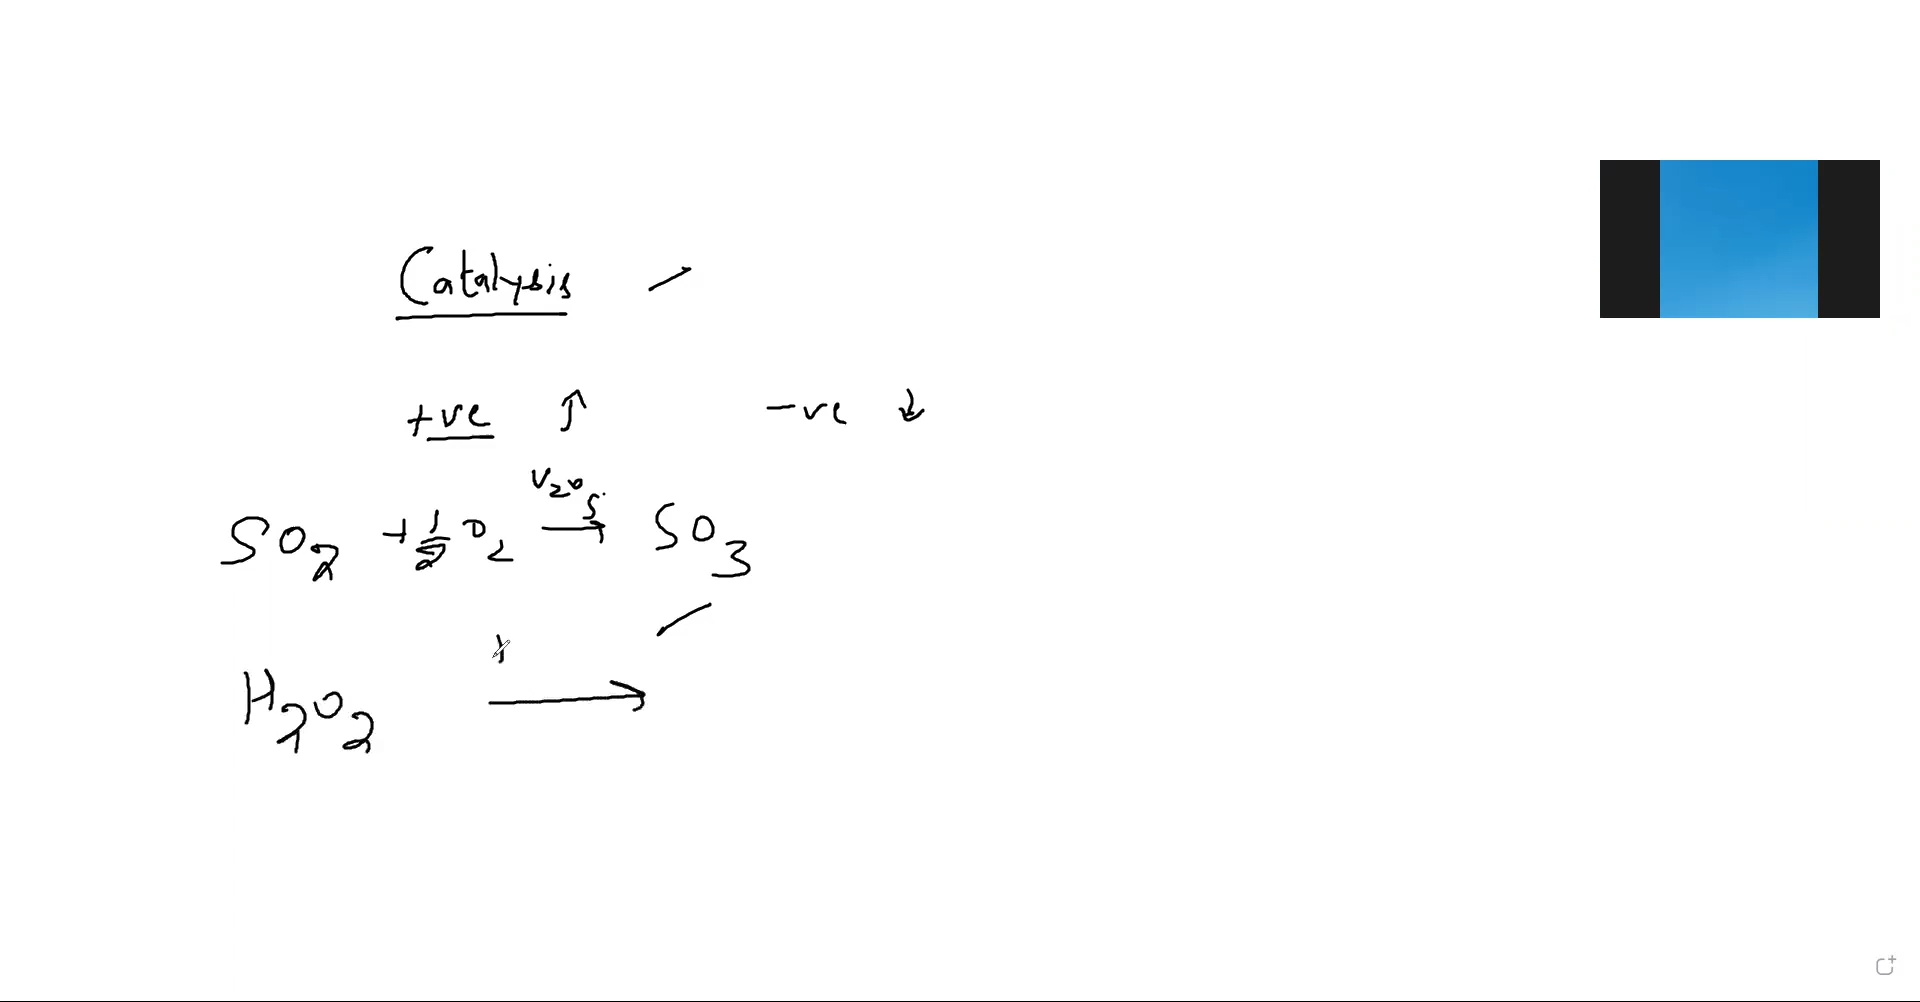 Catalysis
+ve ↑ -ve ↓
V2O5
SO2 + 1/2 O2 → SO3
H2O2 →